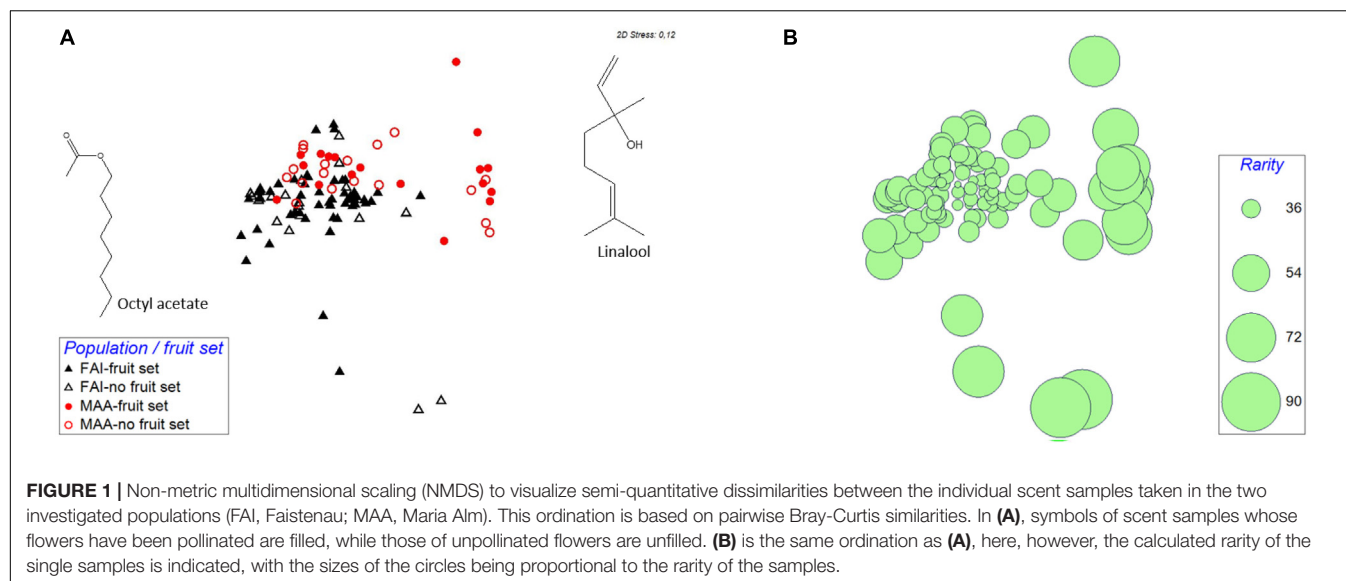 A
2D Stress: 0,12
B
O
O
OH
Octyl acetate
Linalool
Population / fruit set
FAI-fruit set
FAI-no fruit set
MAA-fruit set
MAA-no fruit set
Rarity
36
54
72
90
FIGURE 1 | Non-metric multidimensional scaling (NMDS) to visualize semi-quantitative dissimilarities between the individual scent samples taken in the two
investigated populations (FAI, Faistenau; MAA, Maria Alm). This ordination is based on pairwise Bray-Curtis similarities. In (A), symbols of scent samples whose
flowers have been pollinated are filled, while those of unpollinated flowers are unfilled. (B) is the same ordination as (A), here, however, the calculated rarity of the
single samples is indicated, with the sizes of the circles being proportional to the rarity of the samples.